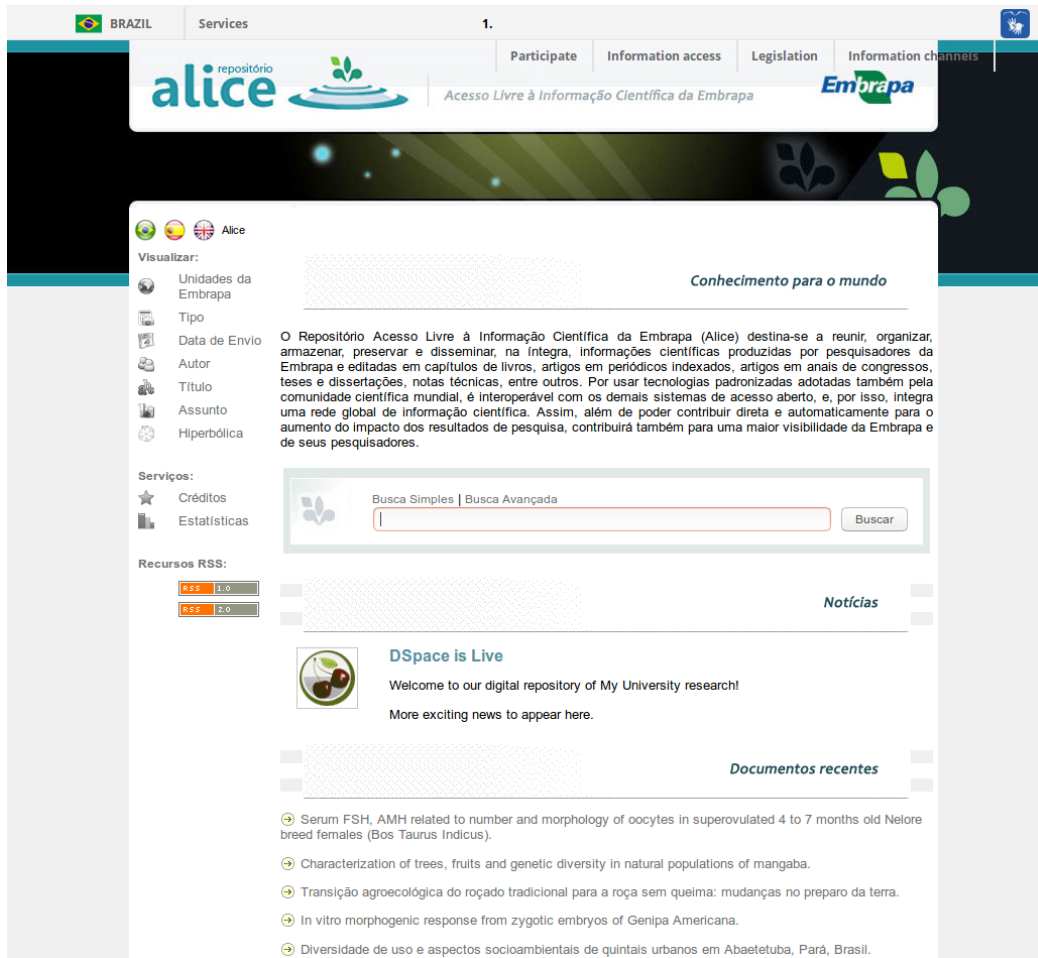 BRAZIL Services 1.
Participate Information access Legislation Information channels
repositório
alice
Acesso Livre à Informação Científica da Embrapa
Embrapa
Alice
Visualizar:
Unidades da
Embrapa
Tipo
Data de Envio
Autor
Título
Assunto
Hiperbólica
Serviços:
Créditos
Estatísticas
Recursos RSS:
RSS 1.0
RSS 2.0
Conhecimento para o mundo
O Repositório Acesso Livre à Informação Científica da Embrapa (Alice) destina-se a reunir, organizar,
armazenar, preservar e disseminar, na íntegra, informações científicas produzidas por pesquisadores da
Embrapa e editadas em capítulos de livros, artigos em periódicos indexados, artigos em anais de congressos,
teses e dissertações, notas técnicas, entre outros. Por usar tecnologias padronizadas adotadas também pela
comunidade científica mundial, é interoperável com os demais sistemas de acesso aberto, e, por isso, integra
uma rede global de informação científica. Assim, além de poder contribuir direta e automaticamente para o
aumento do impacto dos resultados de pesquisa, contribuirá também para uma maior visibilidade da Embrapa e
de seus pesquisadores.
Busca Simples | Busca Avançada
Buscar
Notícias
DSpace is Live
Welcome to our digital repository of My University research!
More exciting news to appear here.
Documentos recentes
Serum FSH, AMH related to number and morphology of oocytes in superovulated 4 to 7 months old Nelore
breed females (Bos Taurus Indicus).
Characterization of trees, fruits and genetic diversity in natural populations of mangaba.
Transição agroecológica do roçado tradicional para a roça sem queima: mudanças no preparo da terra.
In vitro morphogenic response from zygotic embryos of Genipa Americana.
Diversidade de uso e aspectos socioambientais de quintais urbanos em Abaetetuba, Pará, Brasil.